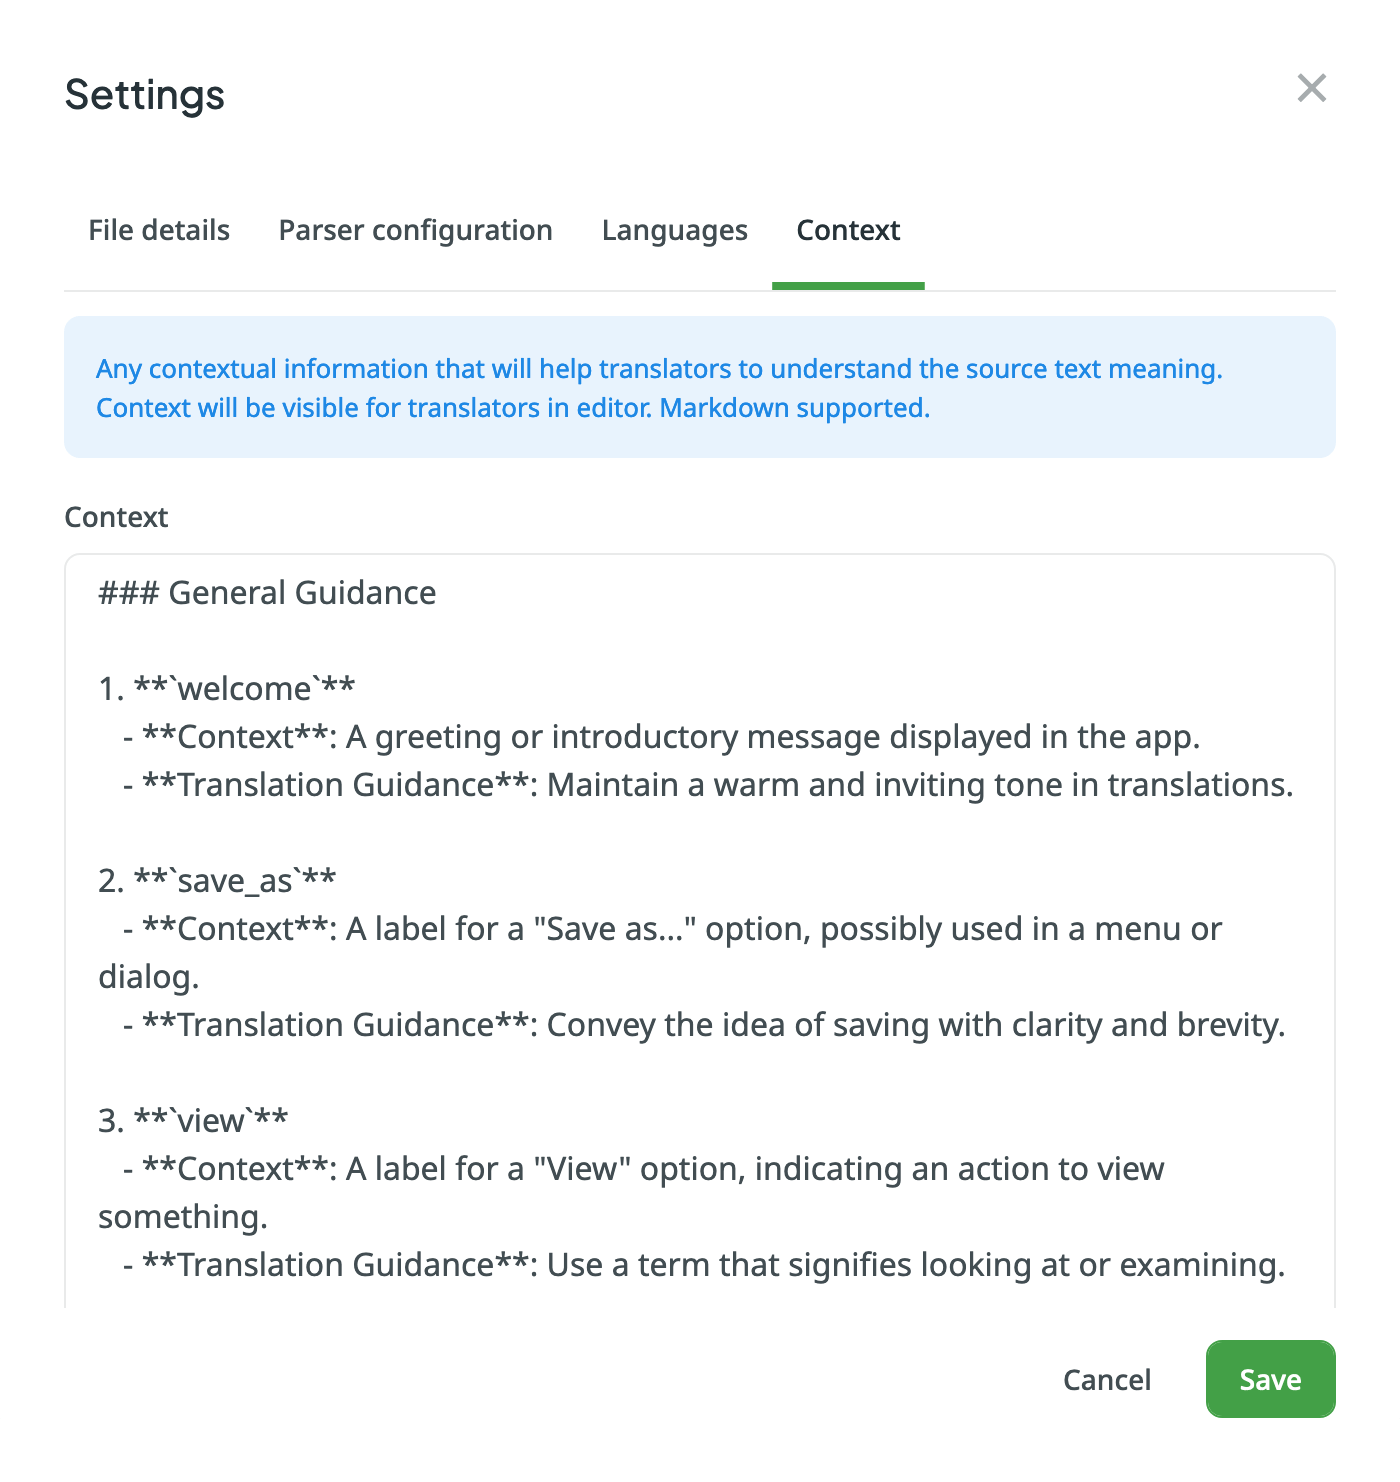 Settings
File details Parser configuration Languages Context
Any contextual information that will help translators to understand the source text meaning.
Context will be visible for translators in editor. Markdown supported.
Context
### General Guidance
1. **`welcome`**
- **Context**: A greeting or introductory message displayed in the app.
- **Translation Guidance**: Maintain a warm and inviting tone in translations.
2. **`save_as`**
- **Context**: A label for a "Save as..." option, possibly used in a menu or
dialog.
- **Translation Guidance**: Convey the idea of saving with clarity and brevity.
3. **`view`**
- **Context**: A label for a "View" option, indicating an action to view
something.
- **Translation Guidance**: Use a term that signifies looking at or examining.
Cancel Save